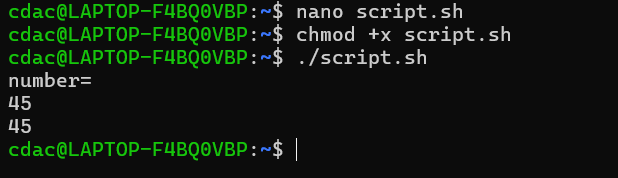 cdac@LAPTOP-F4BQ0VBP:~$ nano script.sh
cdac@LAPTOP-F4BQ0VBP:~$ chmod +x script.sh
cdac@LAPTOP-F4BQ0VBP:~$ ./script.sh
number=
45
45
cdac@LAPTOP-F4BQ0VBP:~$